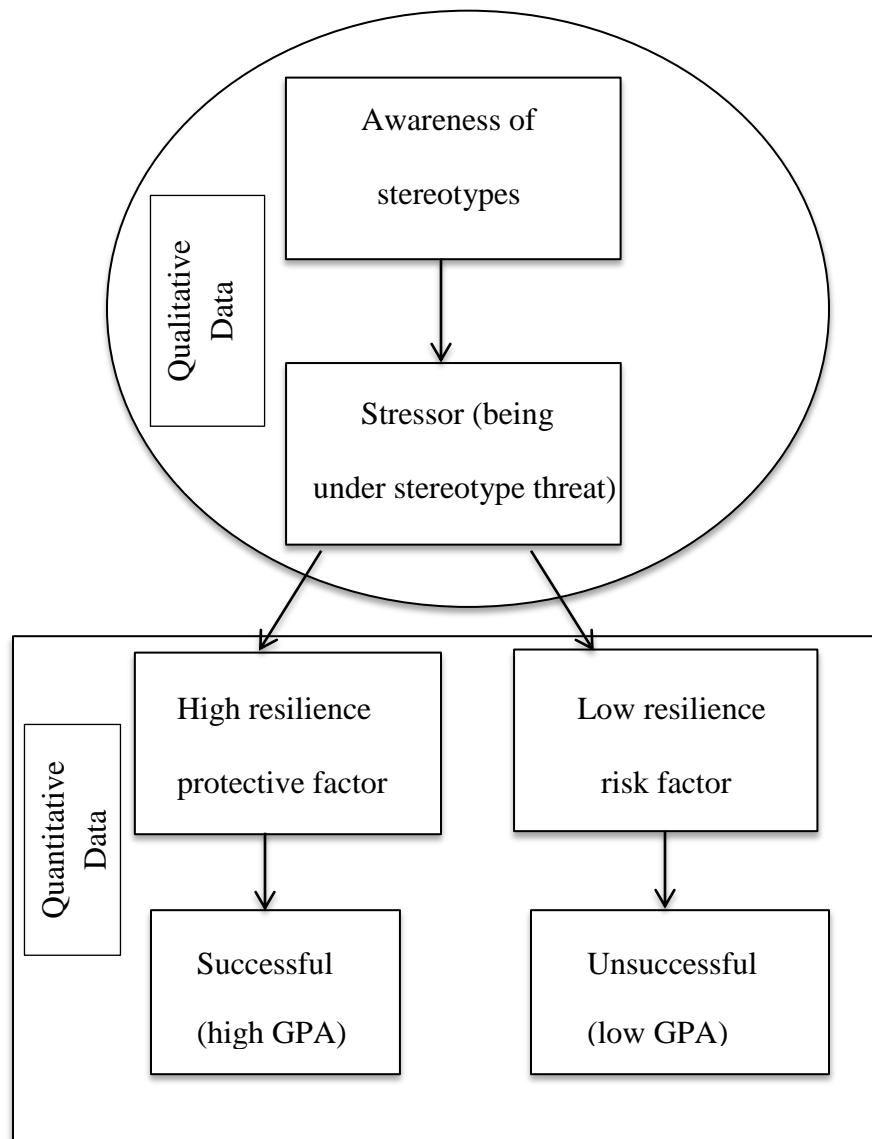 Awareness of
stereotypes
Qualitative
Data
Stressor (being
under stereotype threat)
High resilience
protective factor
Low resilience
risk factor
Quantitative
Data
Successful
(high GPA)
Unsuccessful
(low GPA)